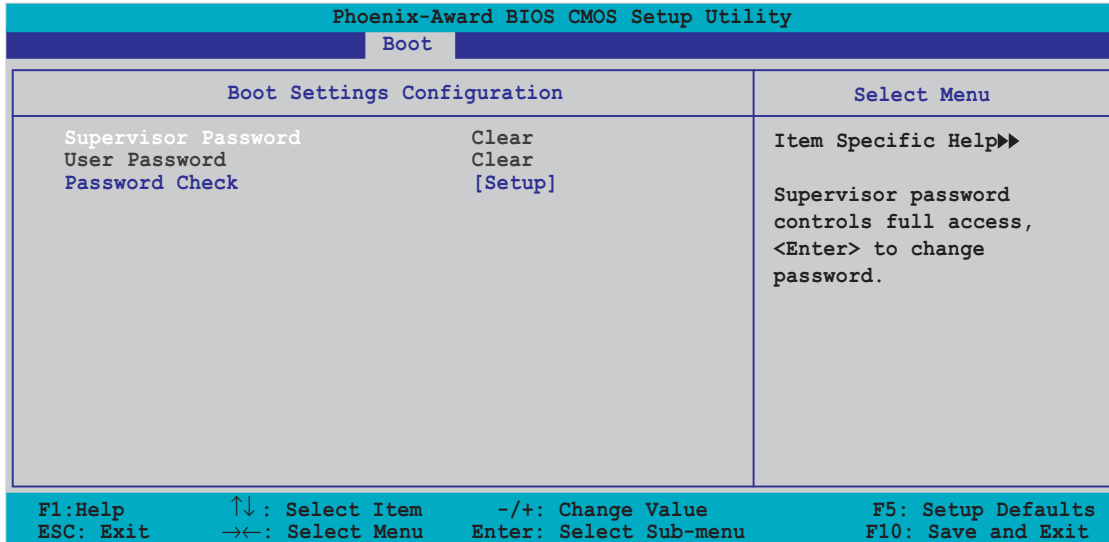 Phoenix-Award BIOS CMOS Setup Utility
Boot
Boot Settings Configuration
Select Menu
Supervisor Password Clear
User Password Clear
Password Check [Setup]
Item Specific Help▶▶
Supervisor password
controls full access,
<Enter> to change
password.
F1:Help ↑↓: Select Item -/+: Change Value F5: Setup Defaults
ESC: Exit →←: Select Menu Enter: Select Sub-menu F10: Save and Exit